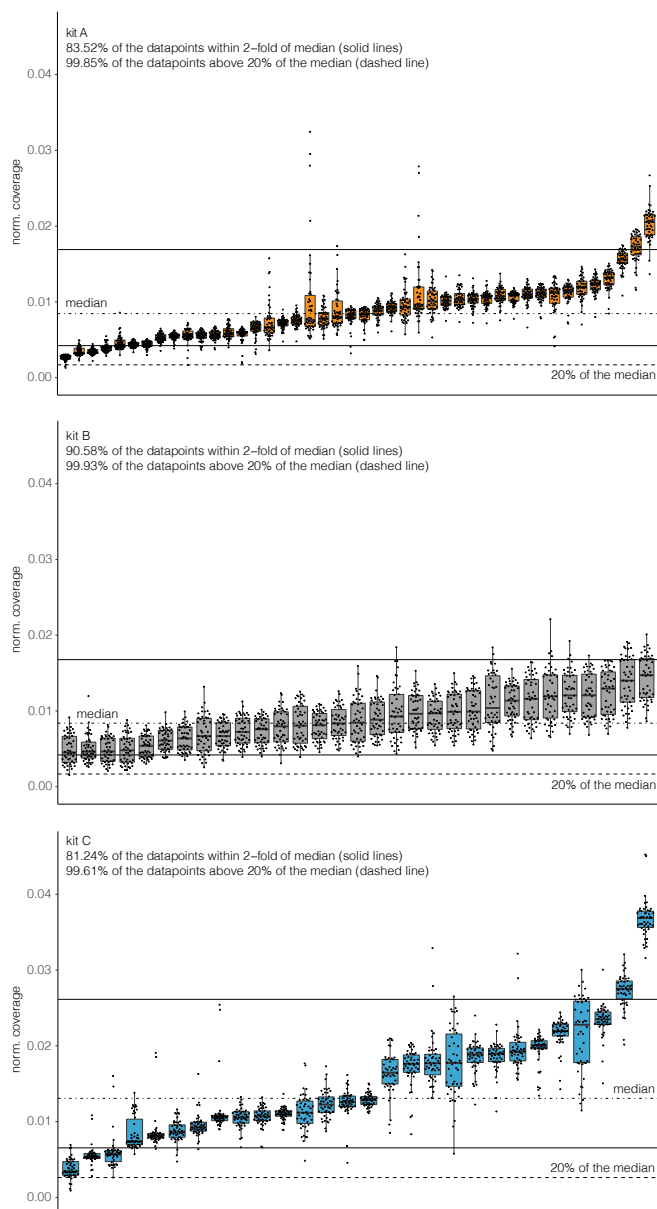 kit A
83.52% of the datapoints within 2−fold of median (solid lines)
99.85% of the datapoints above 20% of the median (dashed line)
0.04
0.03
norm. coverage
0.02
median
0.01
0.00
20% of the median
kit B
90.58% of the datapoints within 2−fold of median (solid lines)
99.93% of the datapoints above 20% of the median (dashed line)
0.04
0.03
norm. coverage
0.02
median
0.01
0.00
20% of the median
kit C
81.24% of the datapoints within 2−fold of median (solid lines)
99.61% of the datapoints above 20% of the median (dashed line)
0.04
0.03
norm. coverage
0.02
median
0.01
20% of the median
0.00